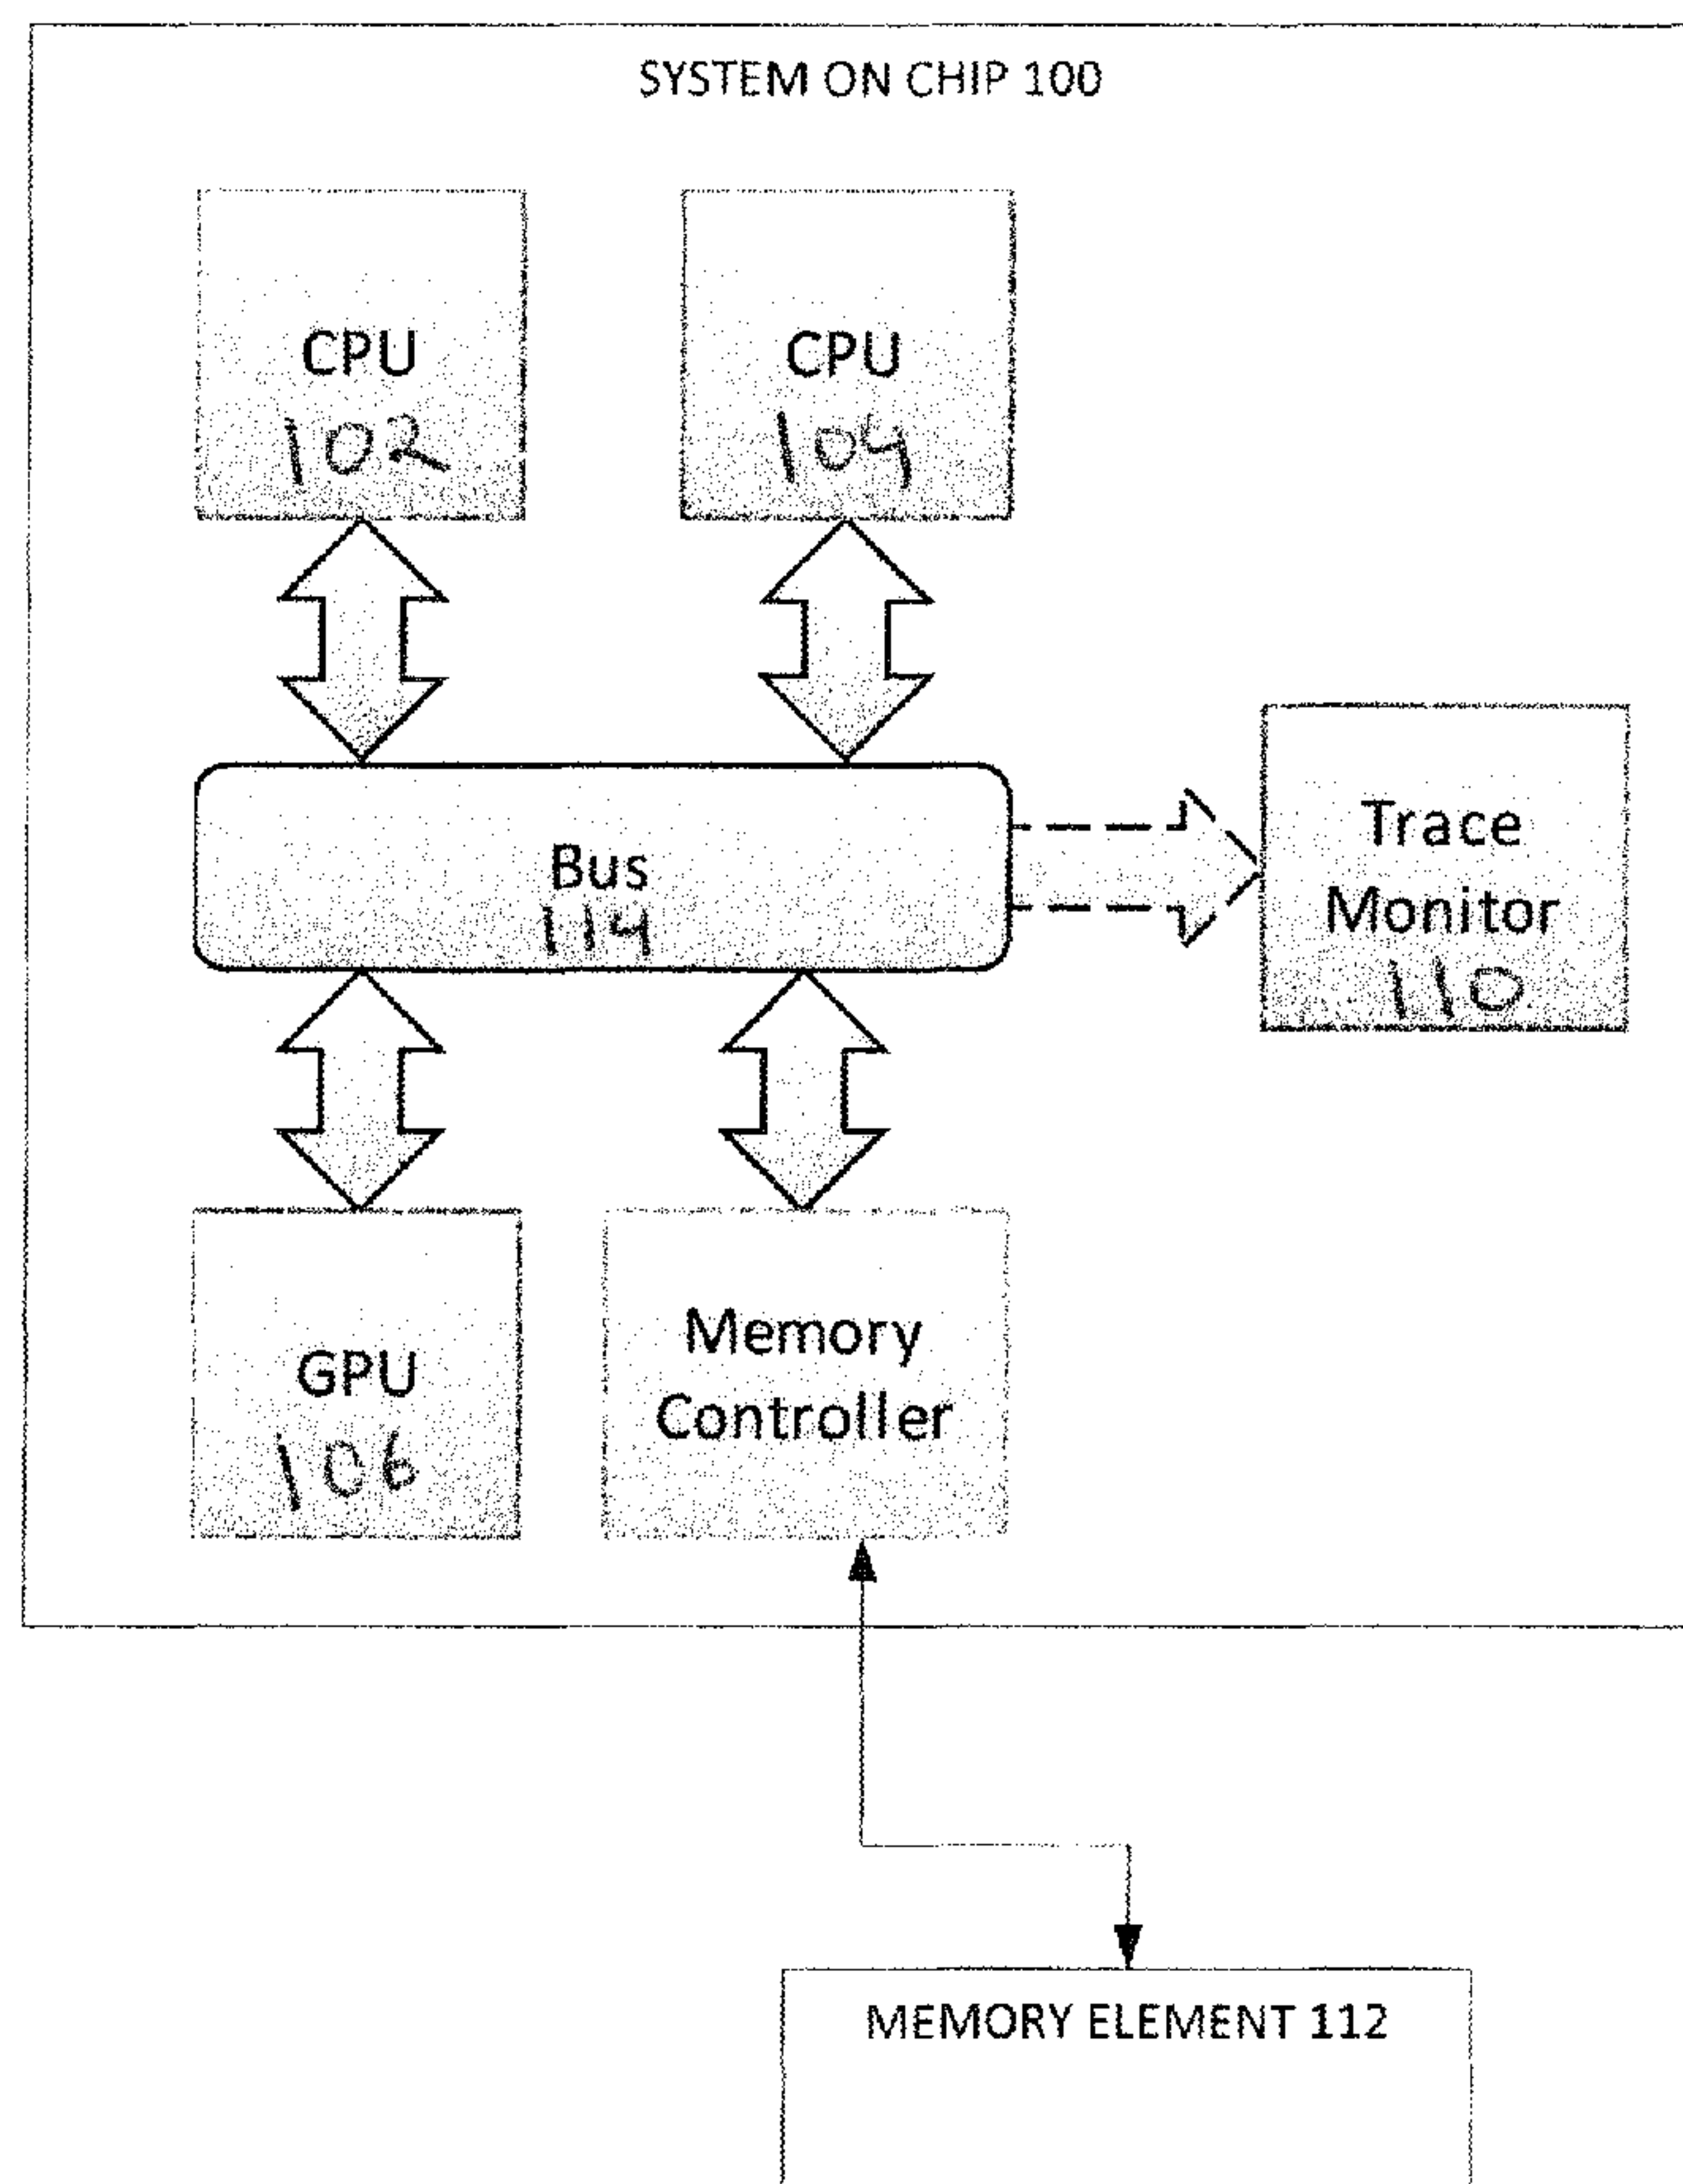 SYSTEM ON CHIP 100
CPU
102
CPU
104
Bus
114
Trace
Monitor
110
GPU
106
Memory
Controller
MEMORY ELEMENT 112